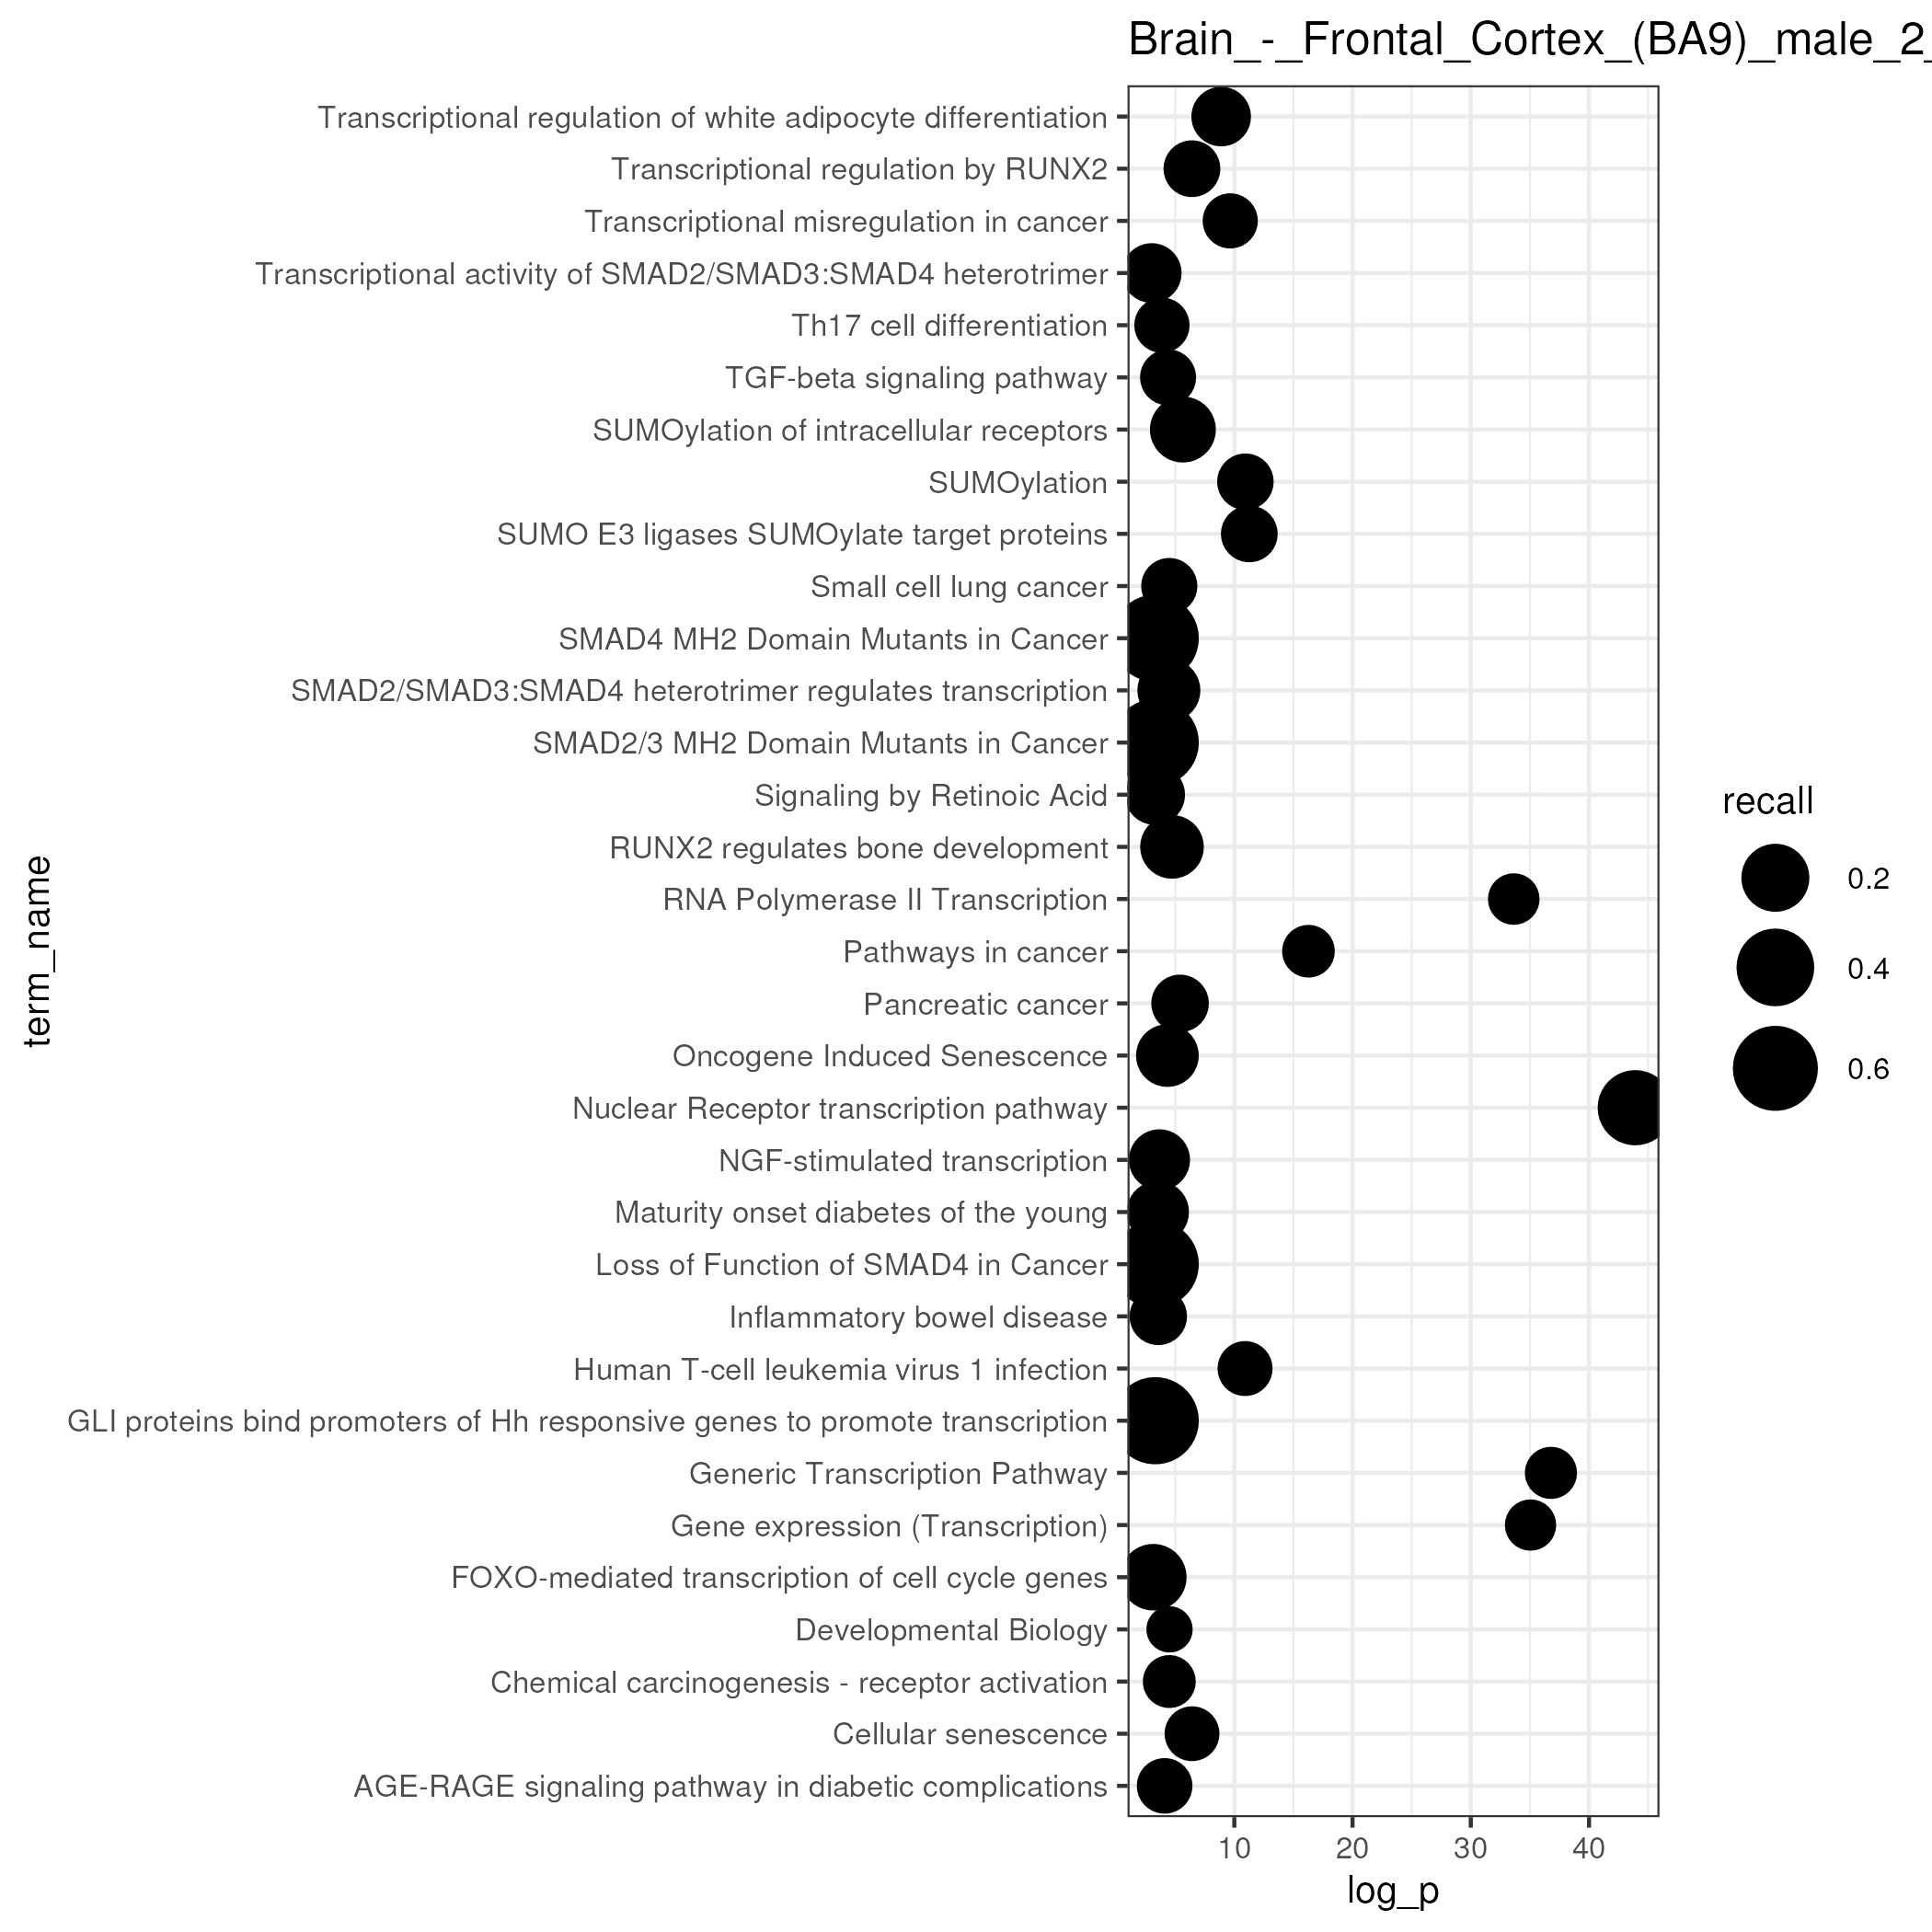 Brain_-_Frontal_Cortex_(BA9)_male_2_
Transcriptional regulation of white adipocyte differentiation
Transcriptional regulation by RUNX2
Transcriptional misregulation in cancer
Transcriptional activity of SMAD2/SMAD3:SMAD4 heterotrimer
Th17 cell differentiation
TGF-beta signaling pathway
SUMOylation of intracellular receptors
SUMOylation
SUMO E3 ligases SUMOylate target proteins
Small cell lung cancer
SMAD4 MH2 Domain Mutants in Cancer
SMAD2/SMAD3:SMAD4 heterotrimer regulates transcription
SMAD2/3 MH2 Domain Mutants in Cancer
Signaling by Retinoic Acid
RUNX2 regulates bone development
RNA Polymerase II Transcription
Pathways in cancer
Pancreatic cancer
Oncogene Induced Senescence
Nuclear Receptor transcription pathway
NGF-stimulated transcription
Maturity onset diabetes of the young
Loss of Function of SMAD4 in Cancer
Inflammatory bowel disease
Human T-cell leukemia virus 1 infection
GLI proteins bind promoters of Hh responsive genes to promote transcription
Generic Transcription Pathway
Gene expression (Transcription)
FOXO-mediated transcription of cell cycle genes
Developmental Biology
Chemical carcinogenesis - receptor activation
Cellular senescence
AGE-RAGE signaling pathway in diabetic complications
term_name
10 20 30 40
log_p
recall
0.2
0.4
0.6